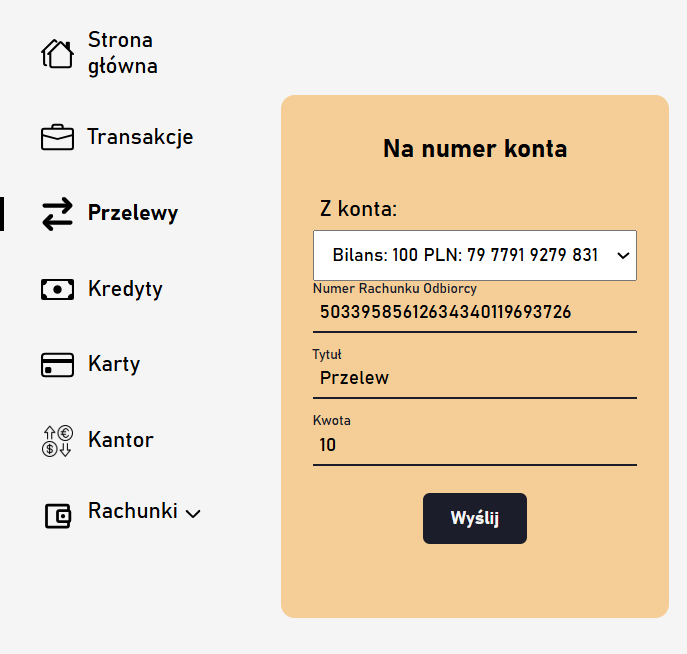 Strona
główna
Transakcje
Przelewy
Kredyty
Karty
Kantor
Rachunki
Na numer konta
Z konta:
Bilans: 100 PLN: 79 7791 9279 831
Numer Rachunku Odbiorcy
50339585612634340119693726
Tytuł
Przelew
Kwota
10
Wyślij